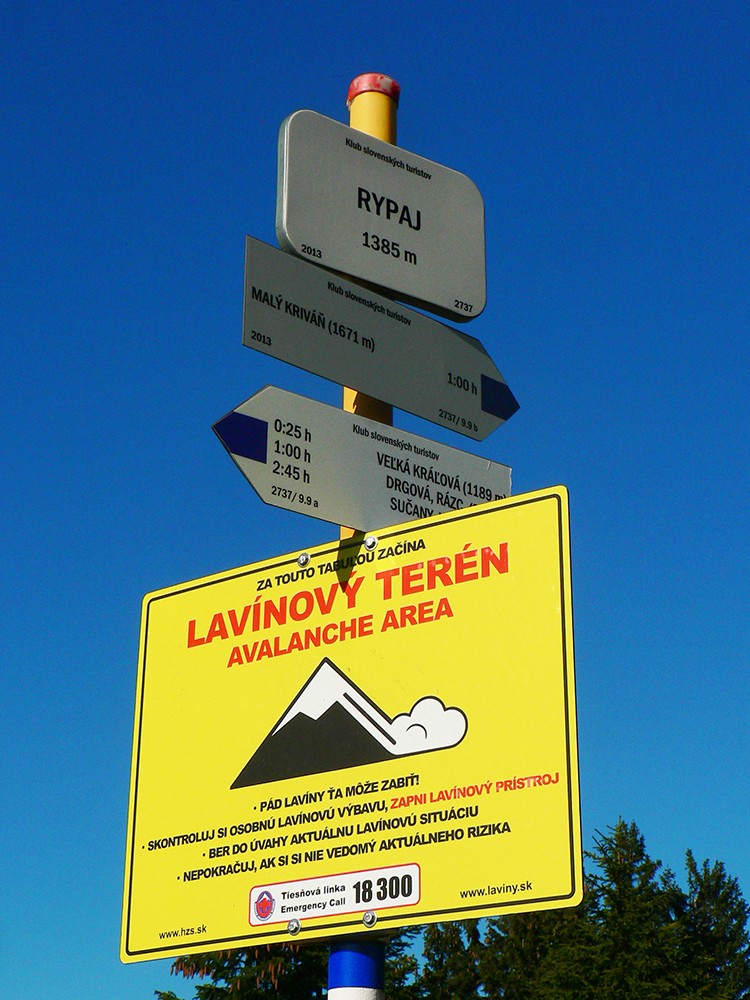 Klub slovenských turistov
RYPAJ
1385 m
2013
2737
Klub slovenských turistov
MALÝ KRIVÁŇ (1671 m)
2013
1:00 h
2737/ 9.9 b
Klub slovenských turistov
0:25 h
VEĽKÁ KRÁĽOVÁ (1189 m)
1:00 h
DRGOVÁ, RÁZC.
2:45 h
SUČANY
2737/ 9.9 a
ZA TOUTO TABUĽOU ZAČÍNA
LAVÍNOVÝ TERÉN
AVALANCHE AREA
· PÁD LAVÍNY ŤA MÔŽE ZABIŤ!
· SKONTROLUJ SI OSOBNÚ LAVÍNOVÚ VÝBAVU, ZAPNI LAVÍNOVÝ PRÍSTROJ
· BER DO ÚVAHY AKTUÁLNU LAVÍNOVÚ SITUÁCIU
· NEPOKRAČUJ, AK SI SI NIE VEDOMÝ AKTUÁLNEHO RIZIKA
Tiesňová linka
Emergency Call
18 300
www.hzs.sk
www.laviny.sk